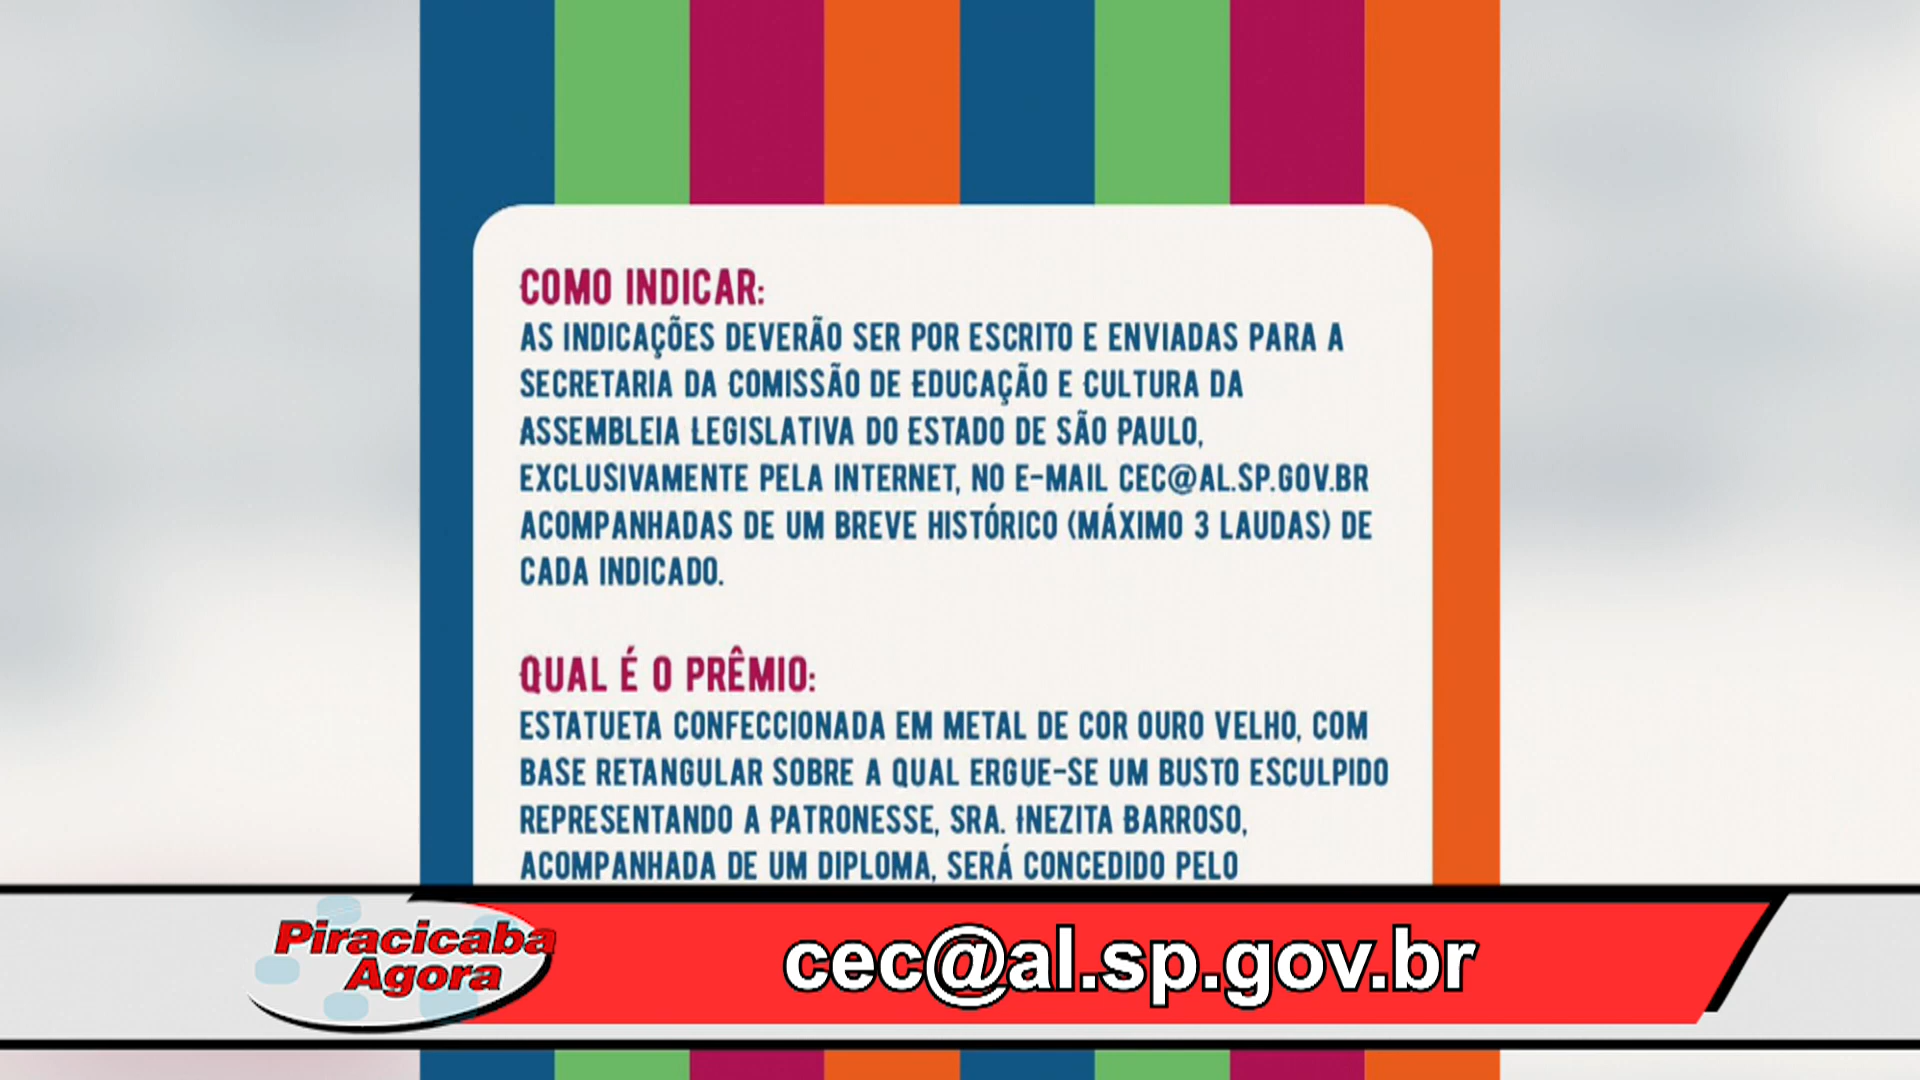 COMO INDICAR:
AS INDICAÇÕES DEVERÃO SER POR ESCRITO E ENVIADAS PARA A
SECRETARIA DA COMISSÃO DE EDUCAÇÃO E CULTURA DA
ASSEMBLEIA LEGISLATIVA DO ESTADO DE SÃO PAULO,
EXCLUSIVAMENTE PELA INTERNET, NO E-MAIL CEC@AL.SP.GOV.BR
ACOMPANHADAS DE UM BREVE HISTÓRICO (MÁXIMO 3 LAUDAS) DE
CADA INDICADO.
QUAL É O PRÊMIO:
ESTATUETA CONFECCIONADA EM METAL DE COR OURO VELHO, COM
BASE RETANGULAR SOBRE A QUAL ERGUE-SE UM BUSTO ESCULPIDO
REPRESENTANDO A PATRONESSE, SRA. INEZITA BARROSO,
ACOMPANHADA DE UM DIPLOMA, SERÁ CONCEDIDO PELO
Piracicaba
Agora
cec@al.sp.gov.br